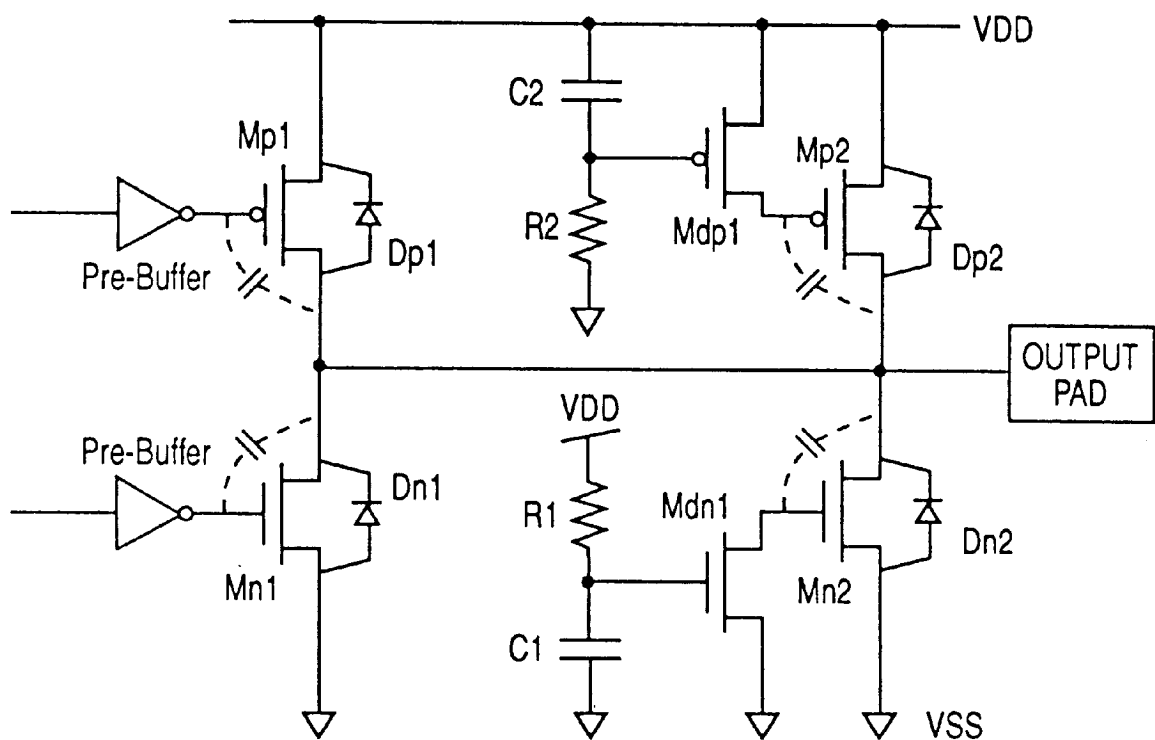 VDD
C2
Mp1
Mp2
R2
Mdp1
Dp1
Dp2
Pre-Buffer
OUTPUT
PAD
VDD
Pre-Buffer
R1
Mdn1
Dn1
Dn2
Mn1
Mn2
C1
VSS